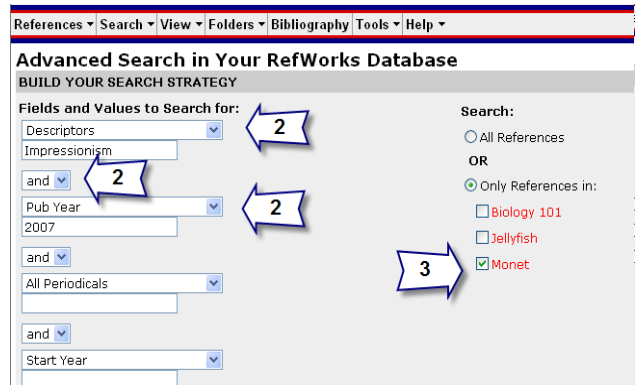 References Search View Folders Bibliography Tools Help
Advanced Search in Your RefWorks Database
BUILD YOUR SEARCH STRATEGY
Fields and Values to Search for:
Descriptors
2
Impressionism
and
2
Pub Year
2
2007
and
All Periodicals
and
Start Year
Search:
All References
OR
Only References in:
Biology 101
Jellyfish
3
Monet